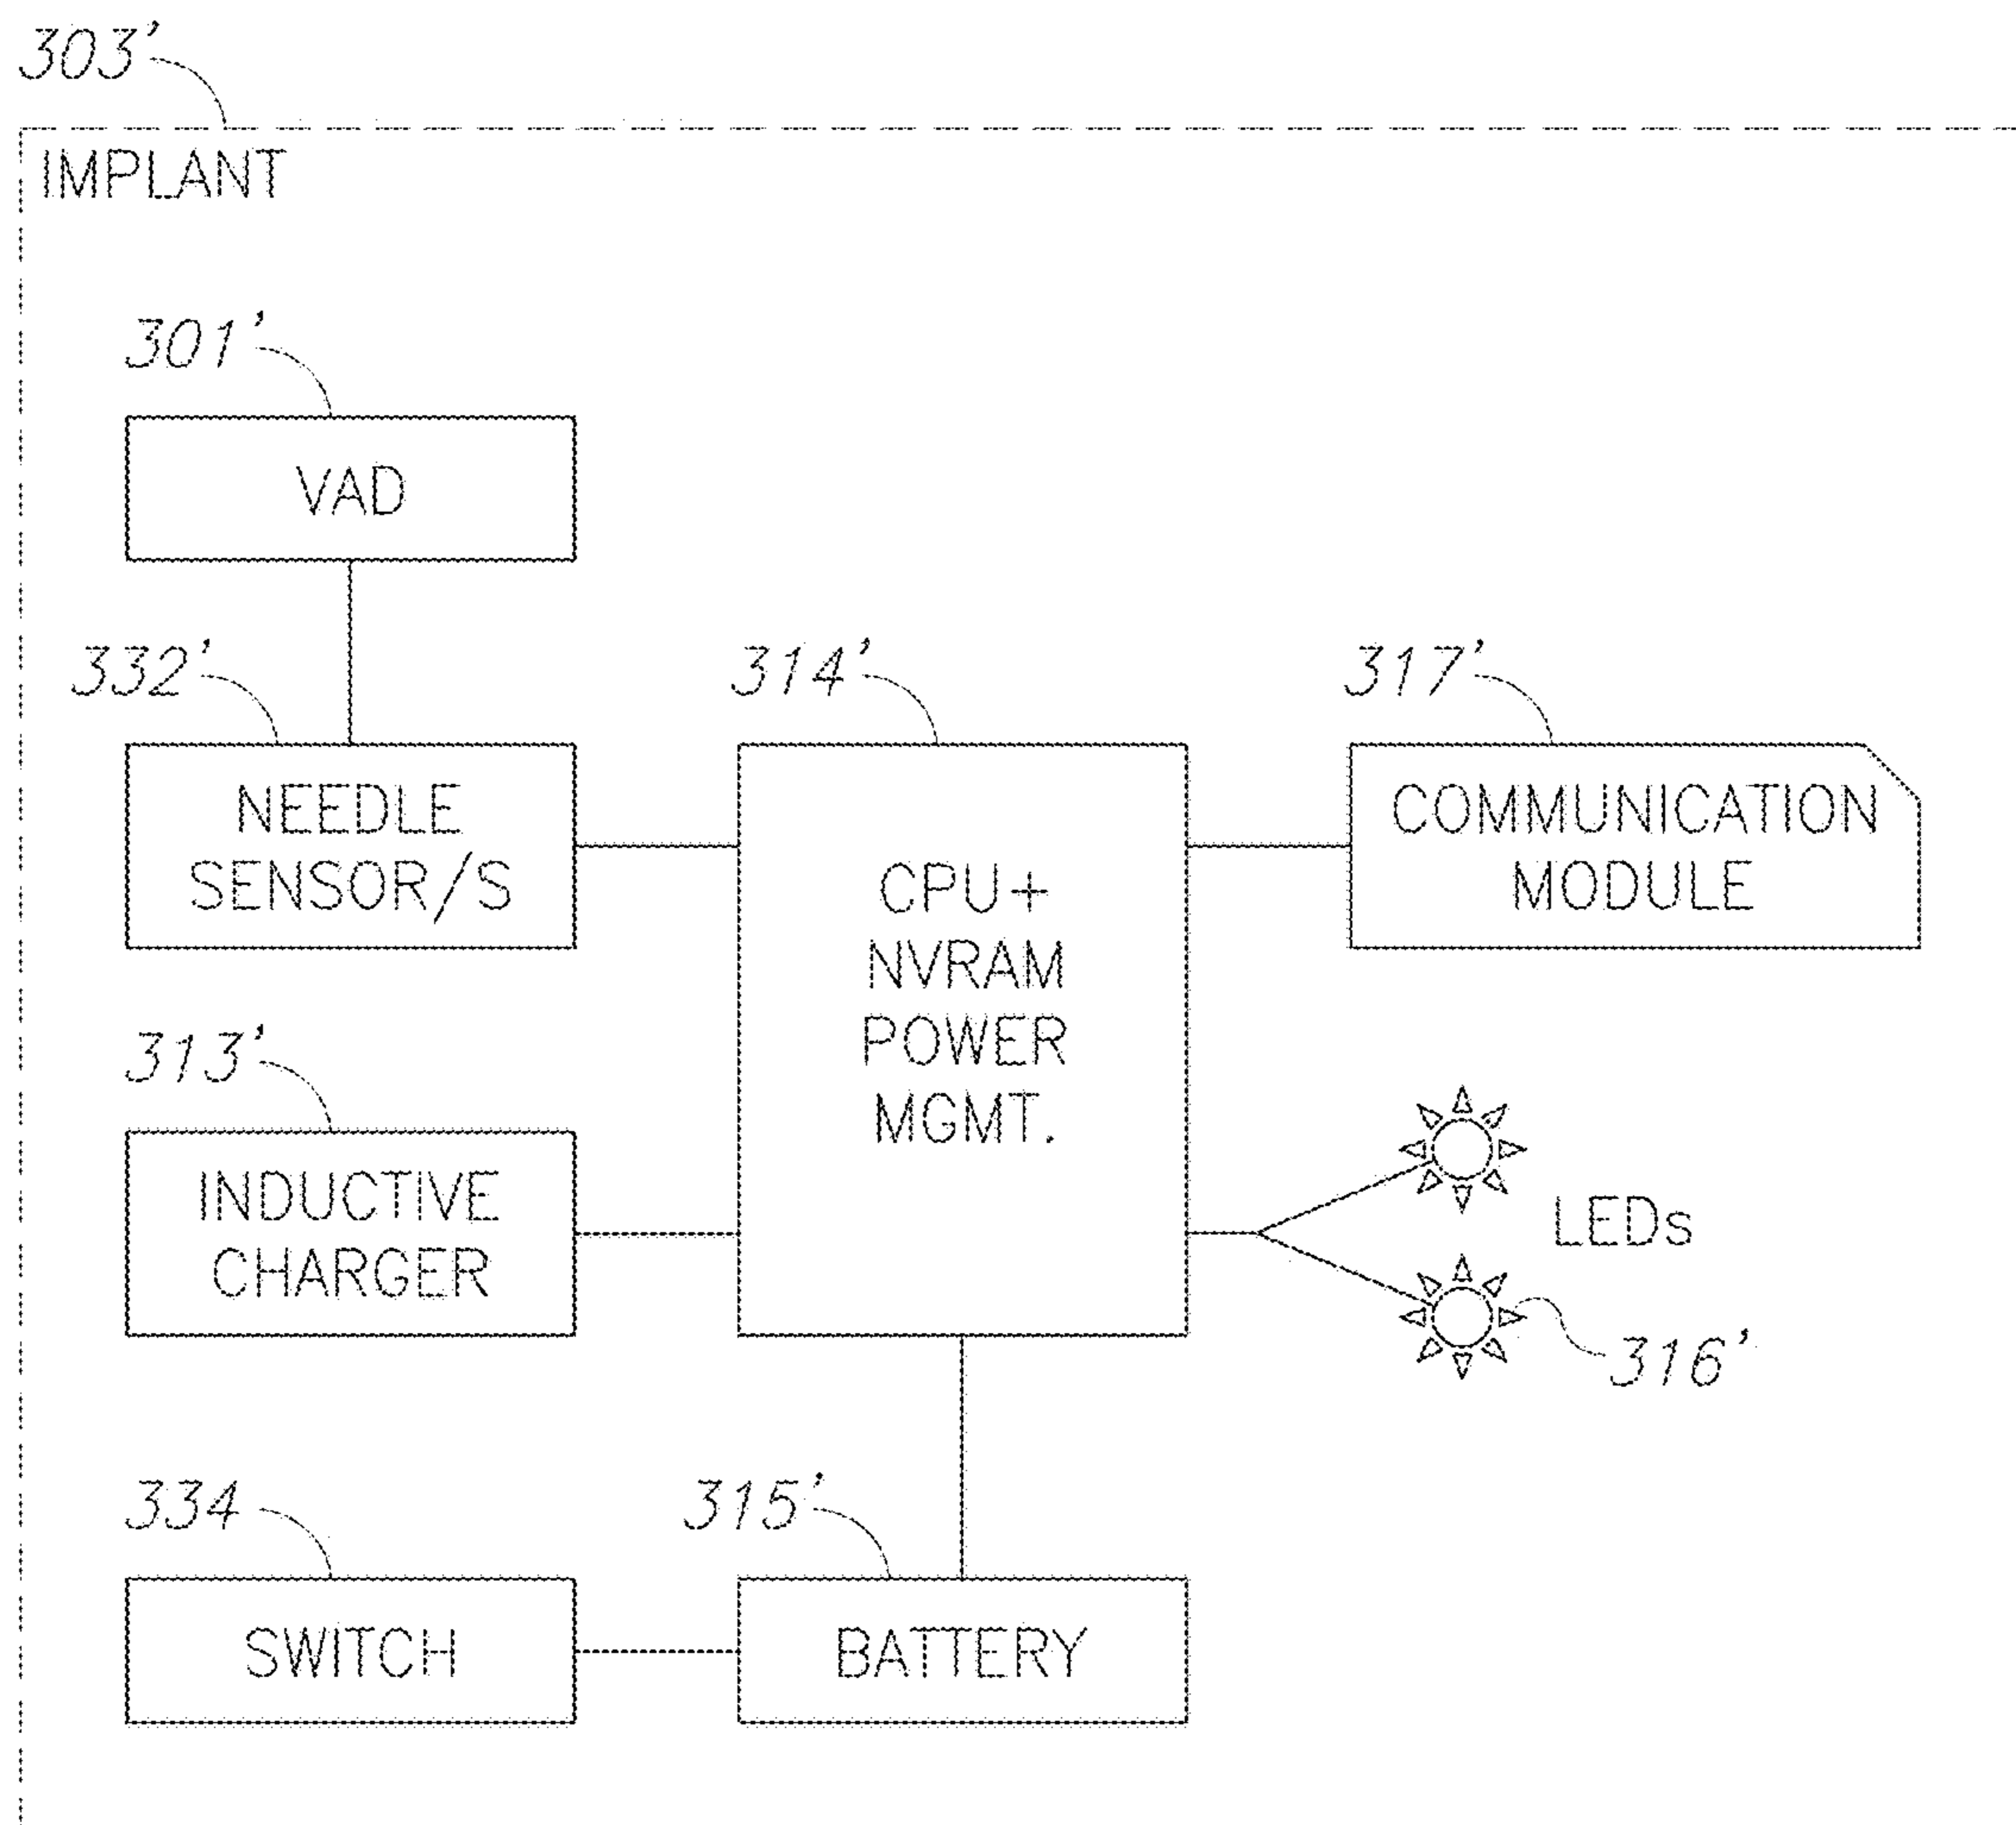 303'
IMPLANT
301'
VAD
332'
314'
317'
NEEDLE
SENSOR/S
CPU+
NVRAM
POWER
MGMT.
COMMUNICATION
MODULE
313'
INDUCTIVE
CHARGER
LEDs
316'
334
315'
SWITCH
BATTERY